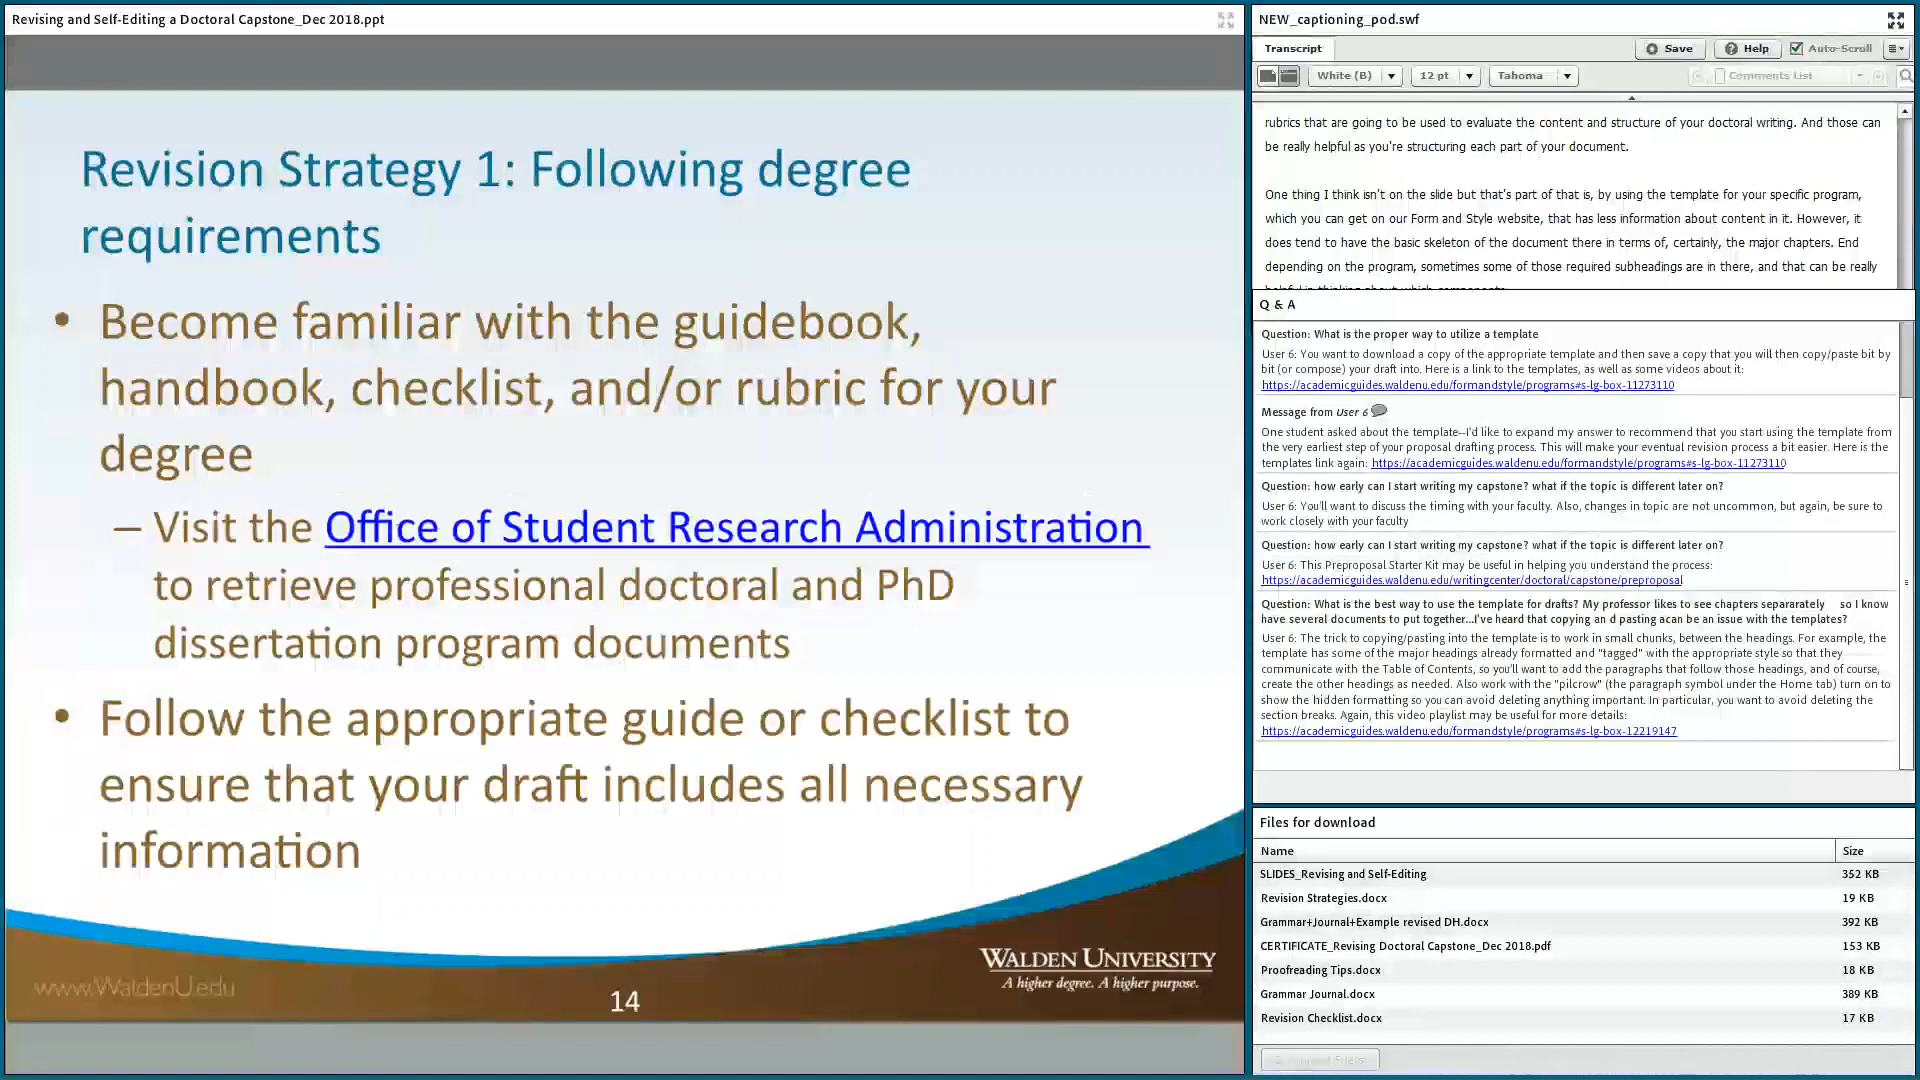 Revising and Self-Editing a Doctoral Capstone_Dec 2018.ppt
Revision Strategy 1: Following degree
requirements
• Become familiar with the guidebook,
handbook, checklist, and/or rubric for your
degree
– Visit the Office of Student Research Administration
to retrieve professional doctoral and PhD
dissertation program documents
• Follow the appropriate guide or checklist to
ensure that your draft includes all necessary
information
www.WaldenU.edu
14
WALDEN UNIVERSITY
A higher degree. A higher purpose.
NEW_captioning_pod.swf
Transcript
Save
Help
Auto-Scroll
White (B)
12 pt
Tahoma
Comments List
rubrics that are going to be used to evaluate the content and structure of your doctoral writing. And those can
be really helpful as you're structuring each part of your document.
One thing I think isn't on the slide but that's part of that is, by using the template for your specific program,
which you can get on our Form and Style website, that has less information about content in it. However, it
does tend to have the basic skeleton of the document there in terms of, certainly, the major chapters. End
depending on the program, sometimes some of those required subheadings are in there, and that can be really
Q & A
Question: What is the proper way to utilize a template
User 6: You want to download a copy of the appropriate template and then save a copy that you will then copy/paste bit by
bit (or compose) your draft into. Here is a link to the templates, as well as some videos about it:
https://academicguides.waldenu.edu/formandstyle/programs#s-lg-box-11273110
Message from User 6
One student asked about the template--I'd like to expand my answer to recommend that you start using the template from
the very earliest step of your proposal drafting process. This will make your eventual revision process a bit easier. Here is the
templates link again: https://academicguides.waldenu.edu/formandstyle/programs#s-lg-box-11273110
Question: how early can I start writing my capstone? what if the topic is different later on?
User 6: You'll want to discuss the timing with your faculty. Also, changes in topic are not uncommon, but again, be sure to
work closely with your faculty
Question: how early can I start writing my capstone? what if the topic is different later on?
User 6: This Preproposal Starter Kit may be useful in helping you understand the process:
https://academicguides.waldenu.edu/writingcenter/doctoral/capstone/preproposal
Question: What is the best way to use the template for drafts? My professor likes to see chapters separarately so I know
have several documents to put together...I've heard that copying an d pasting acan be an issue with the templates?
User 6: The trick to copying/pasting into the template is to work in small chunks, between the headings. For example, the
template has some of the major headings already formatted and "tagged" with the appropriate style so that they
communicate with the Table of Contents, so you'll want to add the paragraphs that follow those headings, and of course,
create the other headings as needed. Also work with the "pilcrow" (the paragraph symbol under the Home tab) turn on to
show the hidden formatting so you can avoid deleting anything important. In particular, you want to avoid deleting the
section breaks. Again, this video playlist may be useful for more details:
https://academicguides.waldenu.edu/formandstyle/programs#s-lg-box-12219147
Files for download
Name Size
SLIDES_Revising and Self-Editing 352 KB
Revision Strategies.docx 19 KB
Grammar+Journal+Example revised DH.docx 392 KB
CERTIFICATE_Revising Doctoral Capstone_Dec 2018.pdf 153 KB
Proofreading Tips.docx 18 KB
Grammar Journal.docx 389 KB
Revision Checklist.docx 17 KB